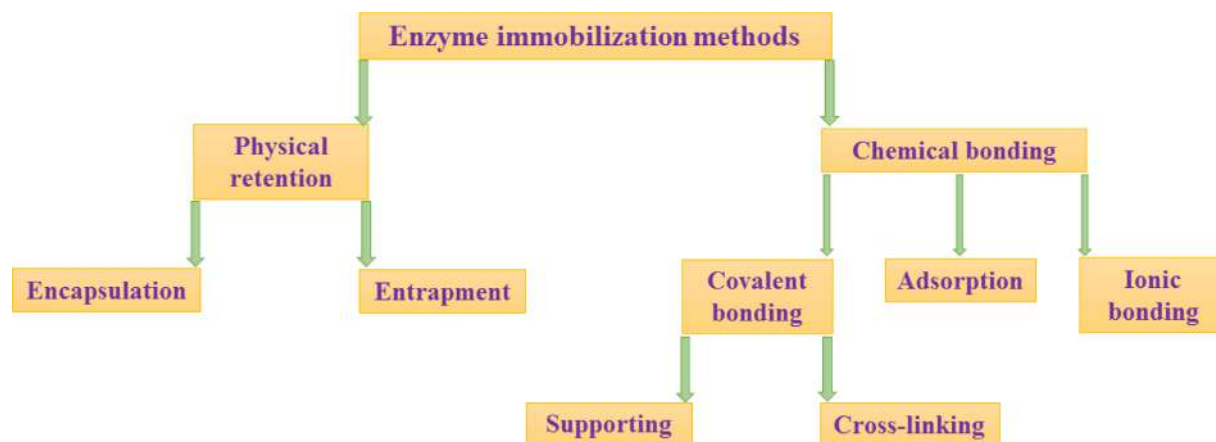 Enzyme immobilization methods
Physical
retention
Chemical bonding
Encapsulation
Entrapment
Covalent
bonding
Adsorption
Ionic
bonding
Supporting
Cross-linking